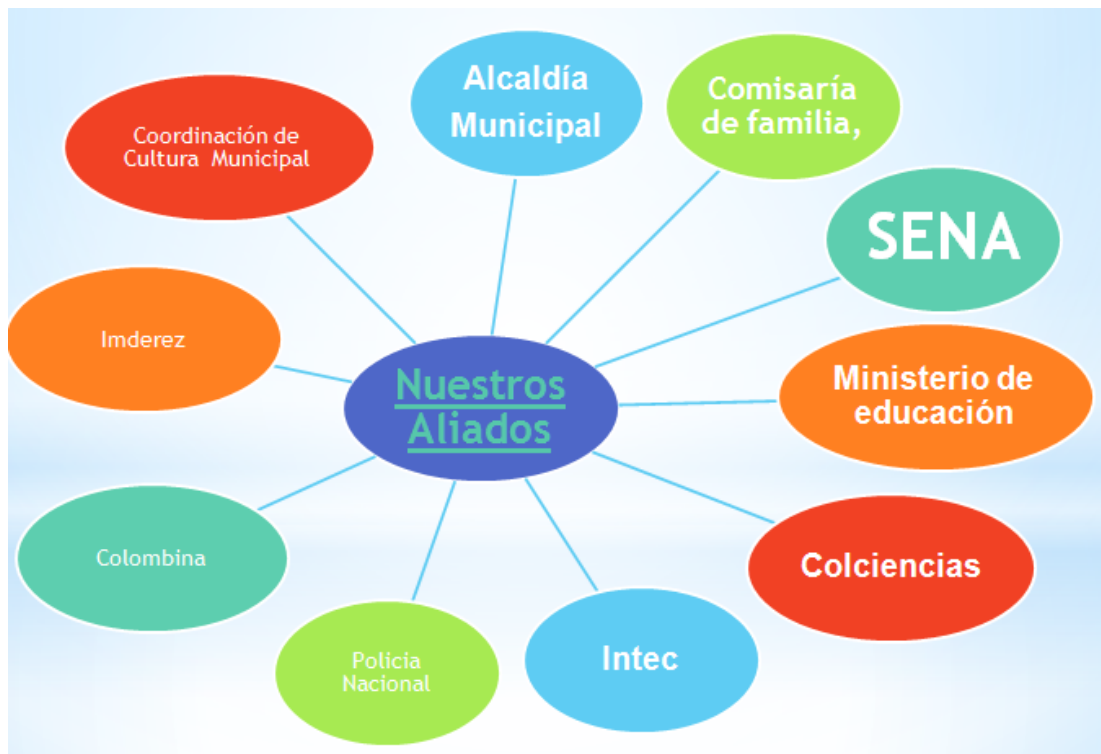 Alcaldía
Municipal
Comisaría
de familia,
SENA
Ministerio de
educación
Colciencias
Intec
Policia
Nacional
Colombina
Imderez
Coordinación de
Cultura Municipal
Nuestros
Aliados